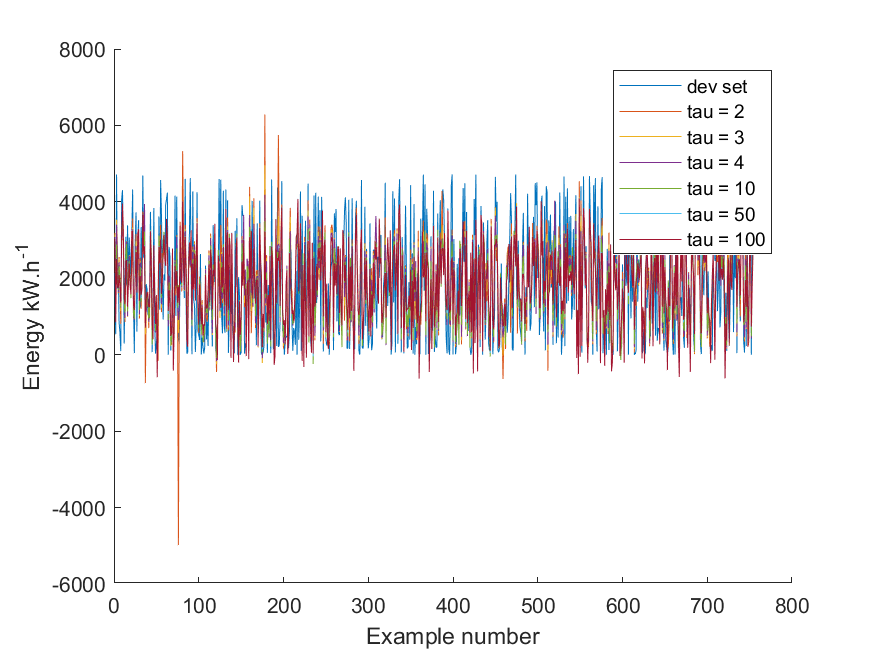 8000
6000
4000
2000
0
-2000
-4000
-6000
Energy kW.h-1
0 100 200 300 400 500 600 700 800
Example number
dev set
tau = 2
tau = 3
tau = 4
tau = 10
tau = 50
tau = 100